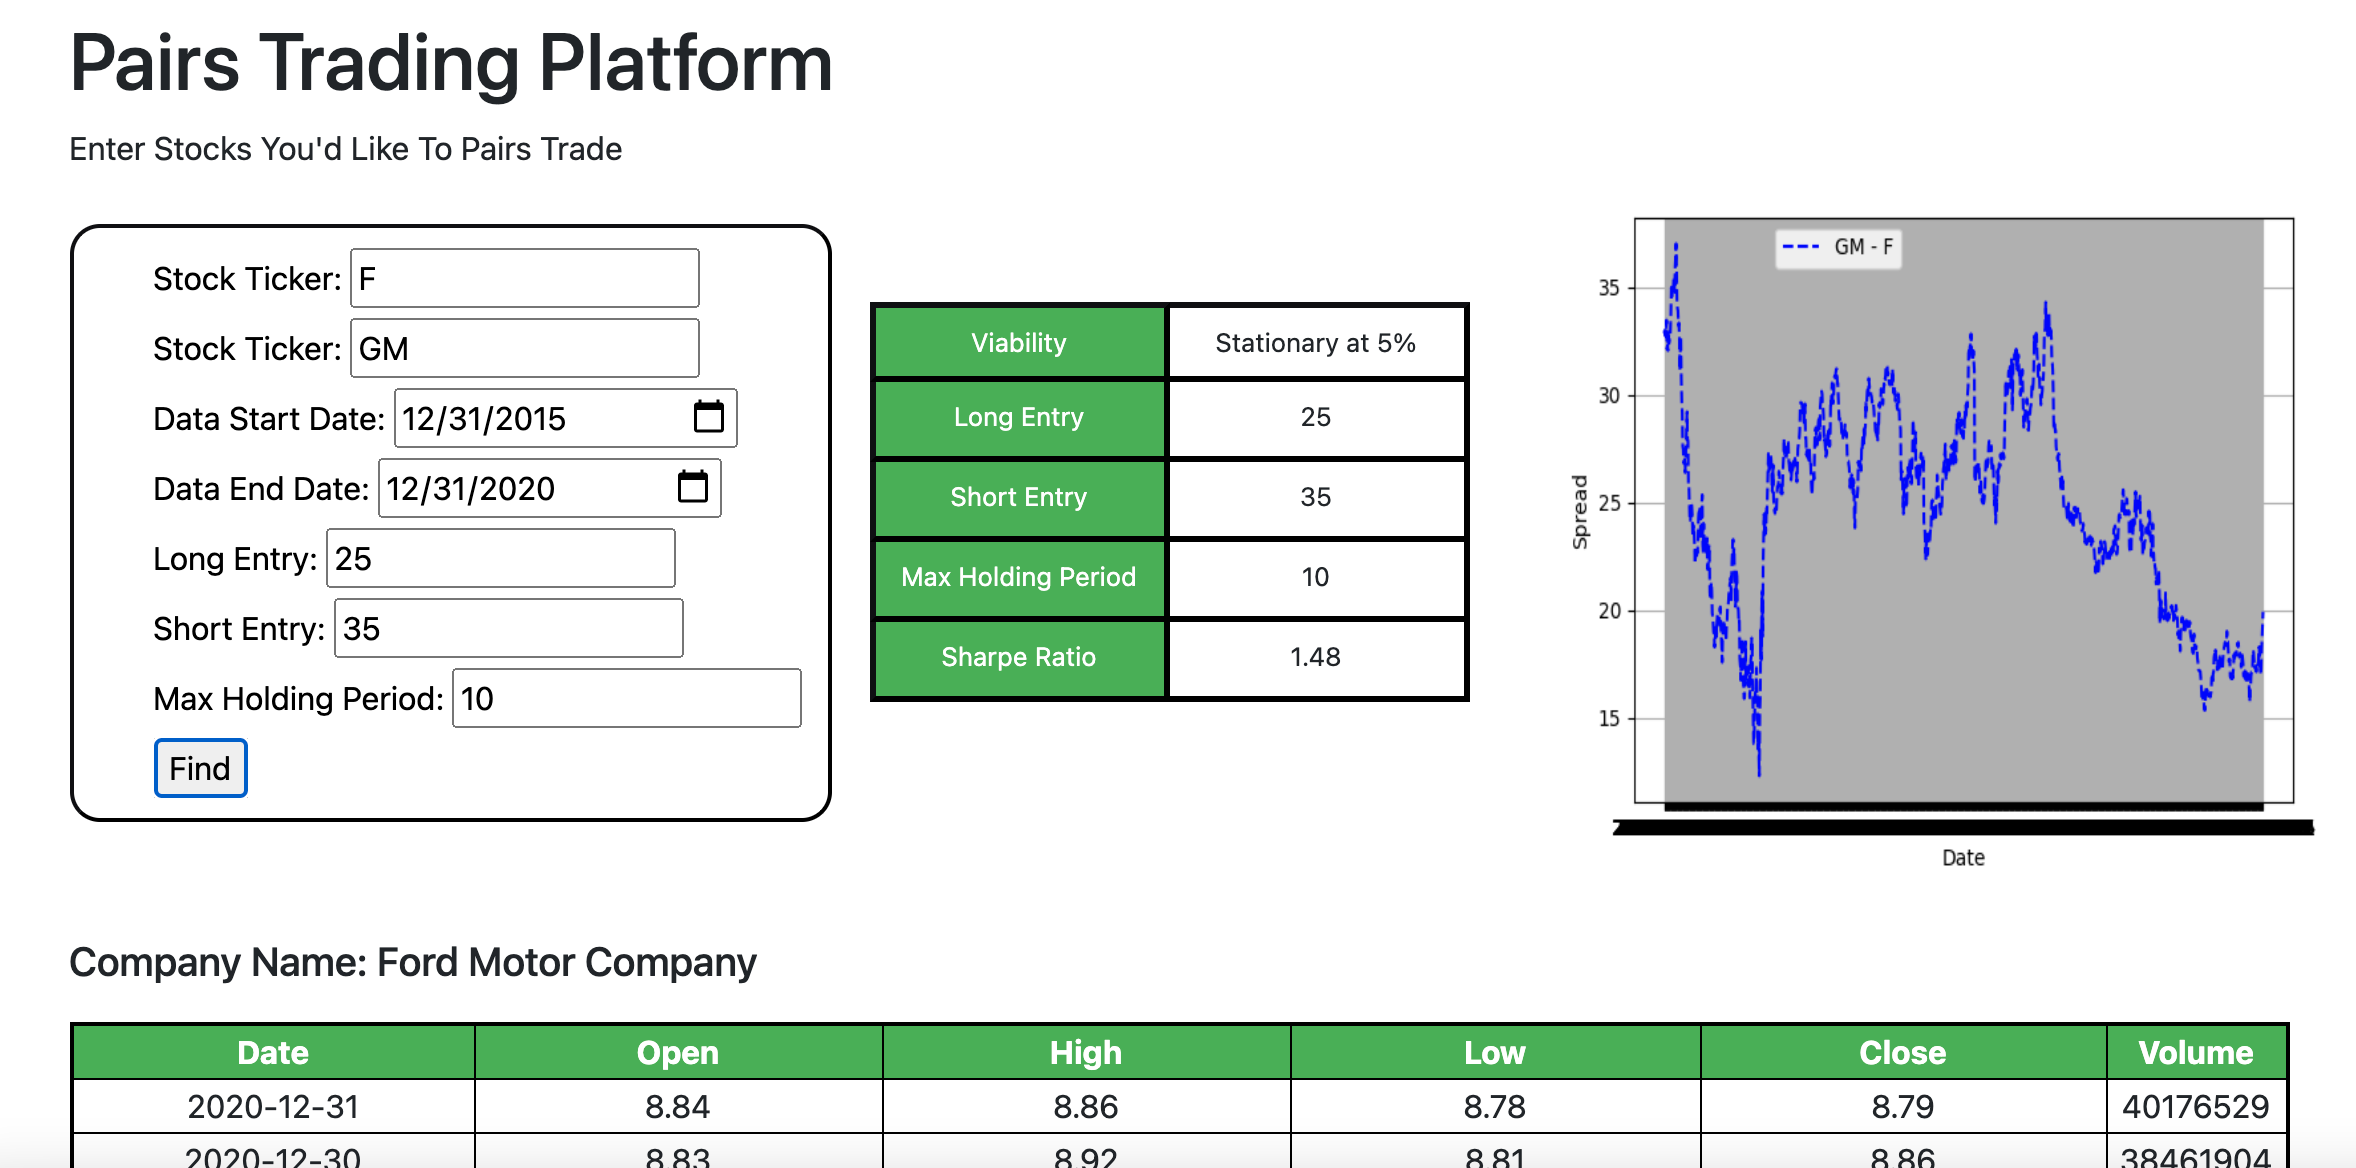 Pairs Trading Platform
Enter Stocks You'd Like To Pairs Trade
Stock Ticker: F
Stock Ticker: GM
Data Start Date: 12/31/2015
Data End Date: 12/31/2020
Long Entry: 25
Short Entry: 35
Max Holding Period: 10
Find
Viability Stationary at 5%
Long Entry 25
Short Entry 35
Max Holding Period 10
Sharpe Ratio 1.48
GM - F
35
30
25
20
15
Spread
Date
Company Name: Ford Motor Company
Date Open High Low Close Volume
2020-12-31 8.84 8.86 8.78 8.79 40176529
2020-12-30 8.83 8.92 8.81 8.86 38461904